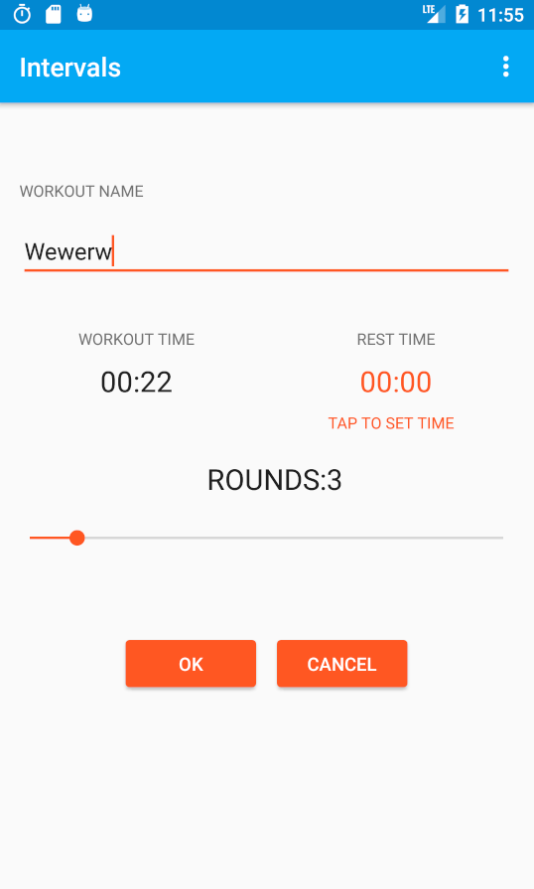 LTE 11:55
Intervals
WORKOUT NAME
Wewerw
WORKOUT TIME REST TIME
00:22 00:00
TAP TO SET TIME
ROUNDS:3
OK CANCEL